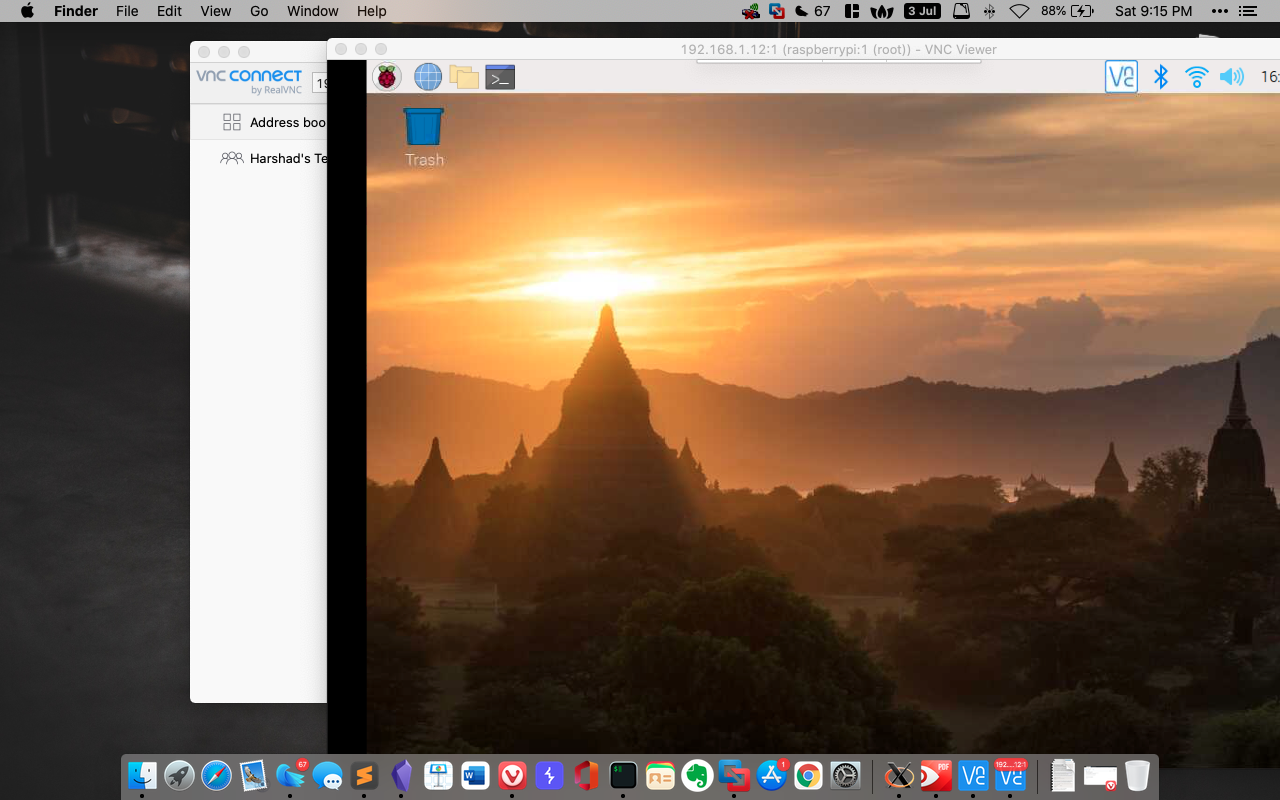 Finder File Edit View Go Window Help 67 3 Jul 88% Sat 9:15 PM
192.168.1.12:1 (raspberrypi:1 (root)) - VNC Viewer
VNC CONNECT
by RealVNC
19
16:
Address boo
Harshad's Te
Trash
67
1
PDF
192....12:1